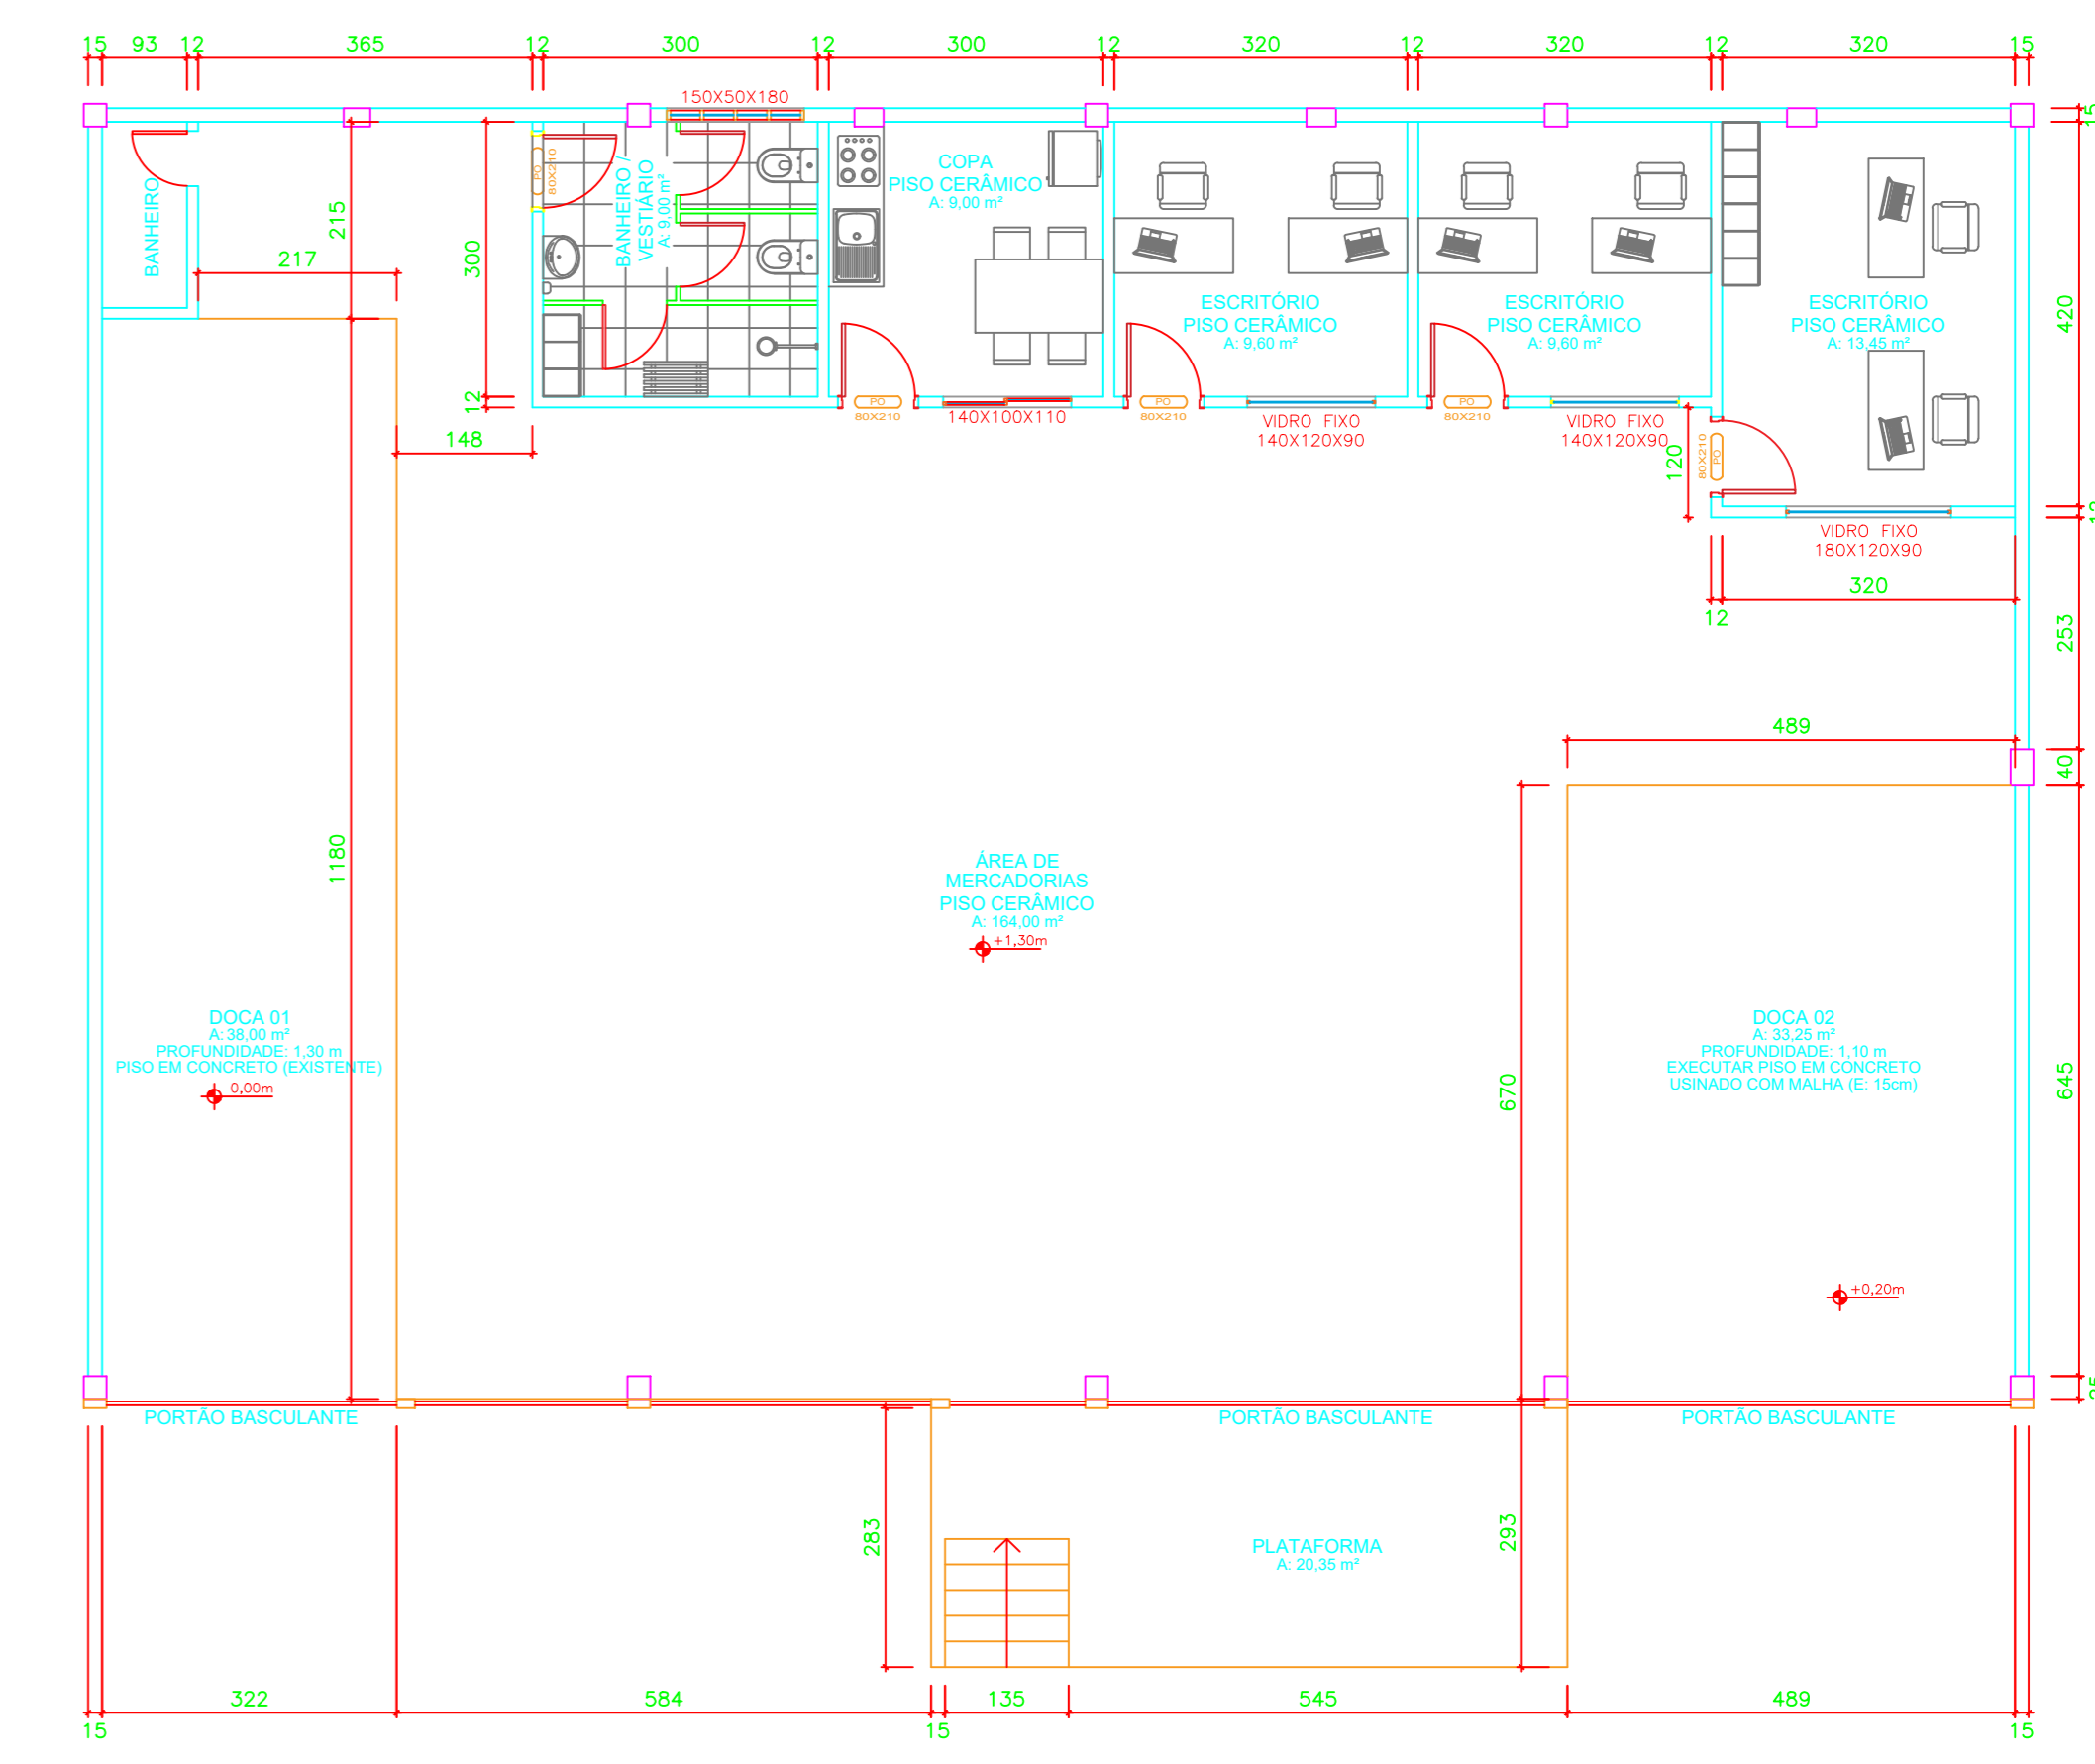 15 93 12 365 12 300 12 300 12 320 12 320 12 320 15
150X50X180
15
BANHEIRO
215
217
300
12
148
PO
80X210
BANHEIRO /
VESTIÁRIO
A: 9,00 m²
COPA
PISO CERÂMICO
A: 9,00 m²
PO
80X210
140X100X110
ESCRITÓRIO
PISO CERÂMICO
A: 9,60 m²
PO
80X210
VIDRO FIXO
140X120X90
ESCRITÓRIO
PISO CERÂMICO
A: 9,60 m²
PO
80X210
VIDRO FIXO
140X120X90
ESCRITÓRIO
PISO CERÂMICO
A: 13,45 m²
PO
80X210
120
VIDRO FIXO
180X120X90
320
12
420
253
40
645
489
1180
ÁREA DE
MERCADORIAS
PISO CERÂMICO
A: 164,00 m²
+1,30m
670
DOCA 01
A: 38,00 m²
PROFUNDIDADE: 1,30 m
PISO EM CONCRETO (EXISTENTE)
0,00m
DOCA 02
A: 33,25 m²
PROFUNDIDADE: 1,10 m
EXECUTAR PISO EM CONCRETO
USINADO COM MALHA (E: 15cm)
+0,20m
PORTÃO BASCULANTE
PORTÃO BASCULANTE
PORTÃO BASCULANTE
283
293
PLATAFORMA
A: 20,35 m²
322 584 135 545 489
15 15 15